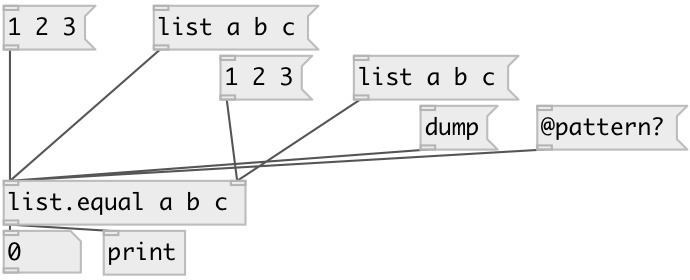 1 2 3
list a b c
1 2 3
list a b c
dump
@pattern?
list.equal a b c
0
print